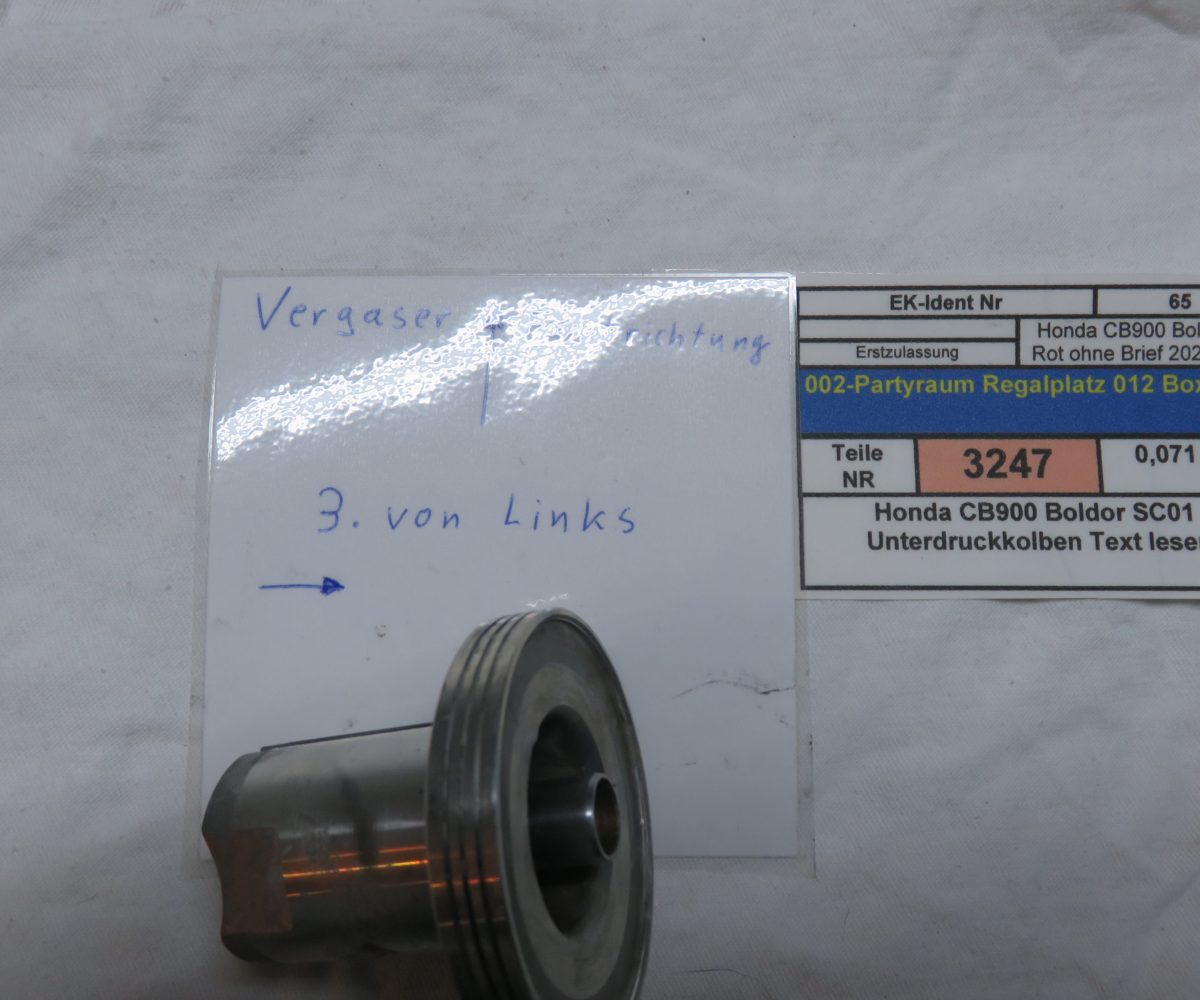 Vergaser
3. von Links
EK-Ident Nr 65
Honda CB900 Bol
Erstzulassung Rot ohne Brief 202
002-Partyraum Regalplatz 012 Box
Teile NR 3247 0,071
Honda CB900 Boldor SC01
Unterdruckkolben Text lesen